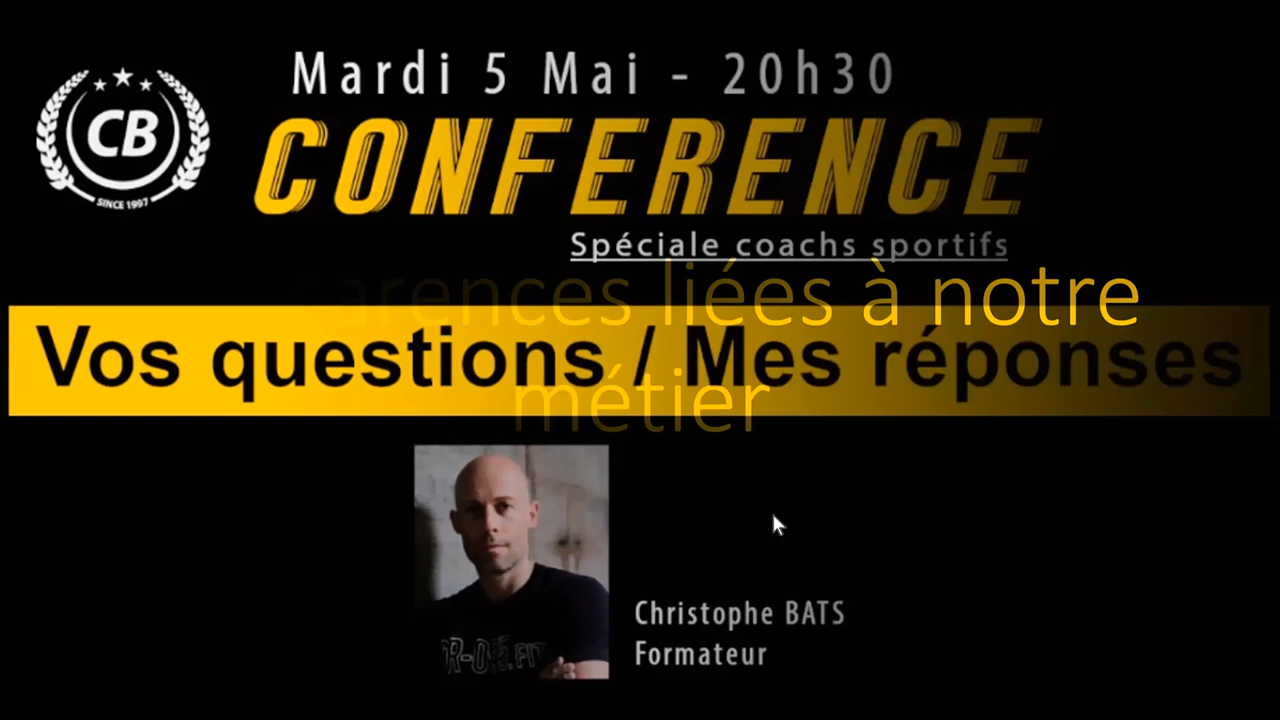 Mardi 5 Mai - 20h30
CB
SINCE 1997
CONFERENCE
Spéciale coachs sportifs
carences liées à notre
métier
Vos questions / Mes réponses
Christophe BATS
Formateur